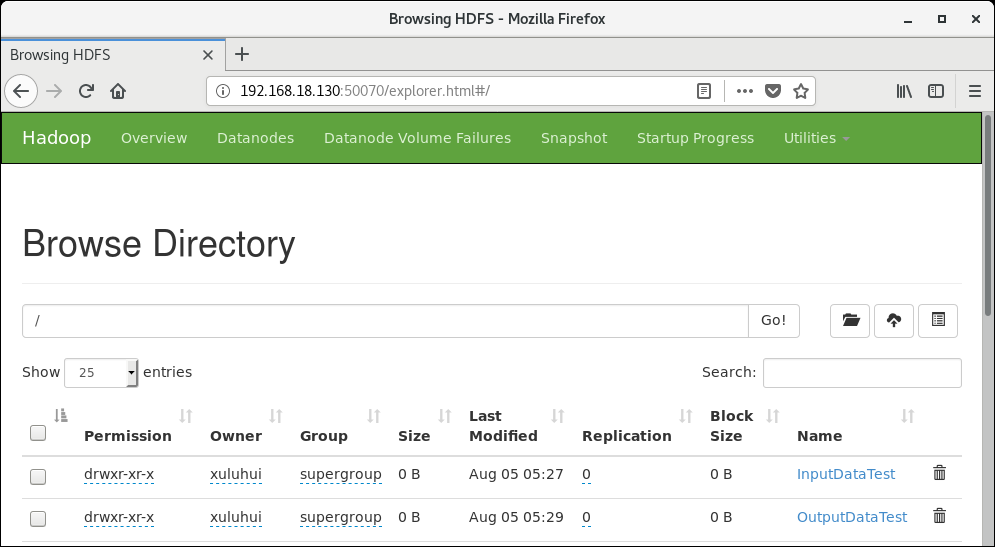 Browsing HDFS - Mozilla Firefox
Browsing HDFS
192.168.18.130:50070/explorer.html#/
Hadoop Overview Datanodes Datanode Volume Failures Snapshot Startup Progress Utilities
Browse Directory
/ Go!
Show 25 entries Search:
Permission Owner Group Size Last Modified Replication Block Size Name
drwxr-xr-x xuluhui supergroup 0 B Aug 05 05:27 0 0 B InputDataTest
drwxr-xr-x xuluhui supergroup 0 B Aug 05 05:29 0 0 B OutputDataTest